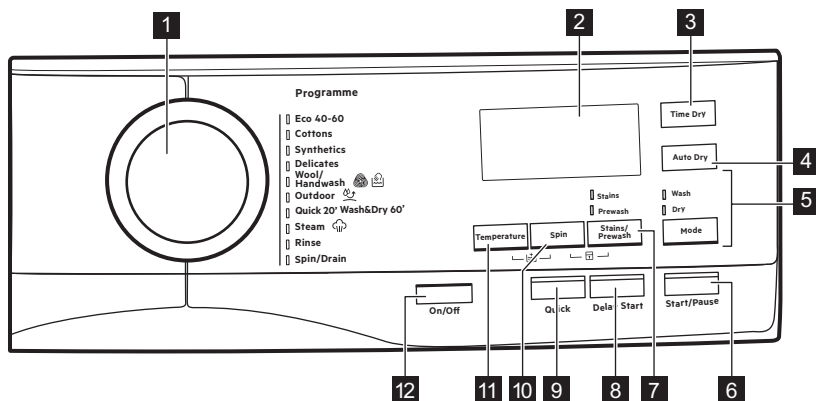 1
2
3
Programme
Time Dry
Eco 40-60
Cottons
Synthetics
Delicates
Wool/
Handwash
Outdoor
Quick 20' Wash&Dry 60'
Steam
Rinse
Spin/Drain
Auto Dry
4
Stains
Prewash
Wash
Dry
5
Temperature
Spin
Stains/
Prewash
Mode
On/Off
Quick
Delay Start
Start/Pause
12
11
10
9
8
7
6